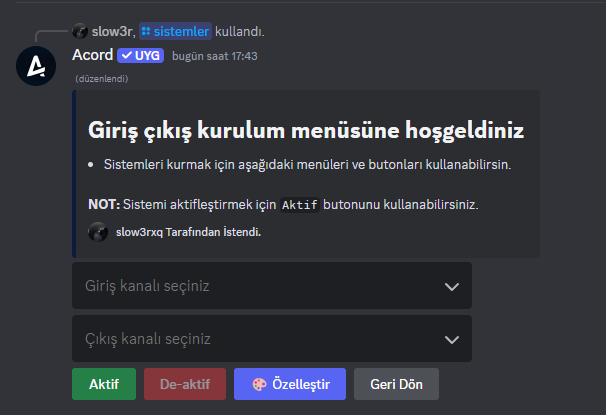 slow3r, sistemler kullandı.
Acord ✓ UYG bugün saat 17:43
(düzenlendi)
Giriş çıkış kurulum menüsüne hoşgeldiniz
• Sistemleri kurmak için aşağıdaki menüleri ve butonları kullanabilirsin.
NOT: Sistemi aktifleştirmek için Aktif butonunu kullanabilirsiniz.
slow3rxq Tarafından İstendi.
Giriş kanalı seçiniz
Çıkış kanalı seçiniz
Aktif De-aktif 🎨 Özelleştir Geri Dön